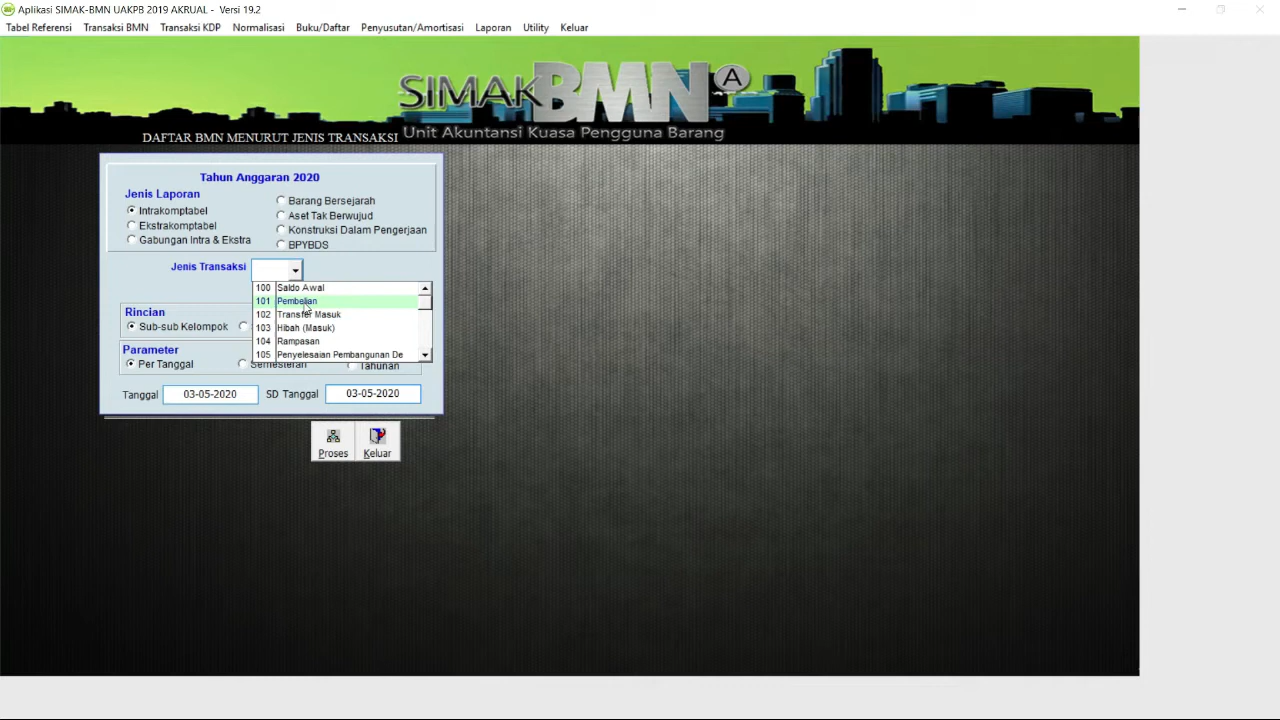 Aplikasi SIMAK-BMN UAKPB 2019 AKRUAL - Versi 19.2
Tabel Referensi Transaksi BMN Transaksi KDP Normalisasi Buku/Daftar Penyusutan/Amortisasi Laporan Utility Keluar
SIMAK BMN A
Unit Akuntansi Kuasa Pengguna Barang
DAFTAR BMN MENURUT JENIS TRANSAKSI
Tahun Anggaran 2020
Jenis Laporan
Intrakomptabel
Ekstrakomptabel
Gabungan Intra & Ekstra
Barang Bersejarah
Aset Tak Berwujud
Konstruksi Dalam Pengerjaan
BPYBDS
Jenis Transaksi
100 Saldo Awal
101 Pembelian
102 Transfer Masuk
103 Hibah (Masuk)
104 Rampasan
105 Penyelesaian Pembangunan De
Rincian
Sub-sub Kelompok
Parameter
Per Tanggal Semesteran Tahunan
Tanggal 03-05-2020 SD Tanggal 03-05-2020
Proses Keluar